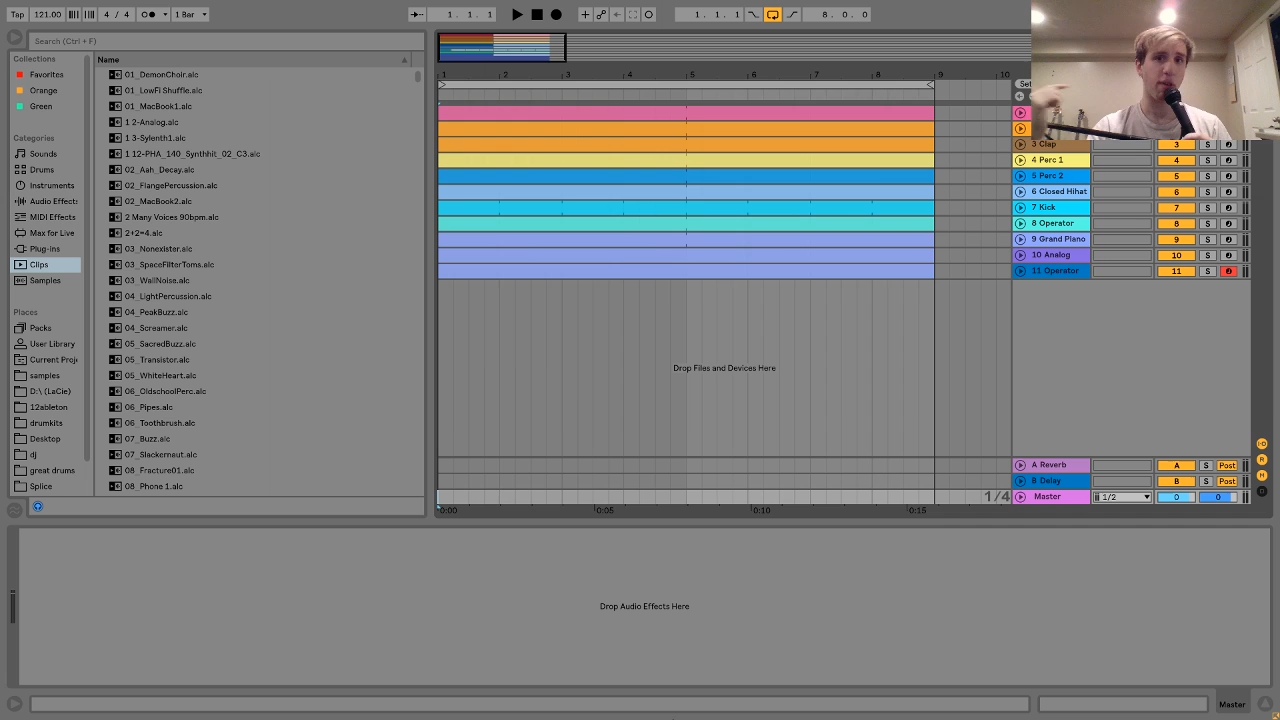 Tap 121.00 4 / 4 1 Bar 1. 1. 1 1. 1. 1 8. 0. 0
Search (Ctrl + F)
Collections
Favorites
Orange
Green
Categories
Sounds
Drums
Instruments
Audio Effects
MIDI Effects
Max for Live
Plug-ins
Clips
Samples
Places
Packs
User Library
Current Proje
samples
D:\ (LaCie)
12ableton
drumkits
Desktop
dj
great drums
Splice
Name
01_DemonChoir.alc
01_LowFi Shuffle.alc
01_MacBook1.alc
1 2-Analog.alc
1 3-Sylenth1.alc
1 12-PHA_140_Synthhit_02_C3.alc
02_Aah_Decay.alc
02_FlangePercussion.alc
02_MacBook2.alc
2 Many Voices 90bpm.alc
2+2=4.alc
03_Nonexister.alc
03_SpaceFilterToms.alc
03_WallNoise.alc
04_LightPercussion.alc
04_PeakBuzz.alc
04_Screamer.alc
05_SacredBuzz.alc
05_Transistor.alc
05_WhiteHeart.alc
06_OldschoolPerc.alc
06_Pipes.alc
06_Toothbrush.alc
07_Buzz.alc
07_Slackernaut.alc
08_Fracture01.alc
08_Phone 1.alc
1 2 3 4 5 6 7 8 9 10
Set
3 Clap 3 S
4 Perc 1 4 S
5 Perc 2 5 S
6 Closed Hihat 6 S
7 Kick 7 S
8 Operator 8 S
9 Grand Piano 9 S
10 Analog 10 S
11 Operator 11 S
Drop Files and Devices Here
A Reverb A S Post
B Delay B S Post
1/4 Master 1/2 0 0
0:00 0:05 0:10 0:15
I·O
R
M
D
Drop Audio Effects Here
Master